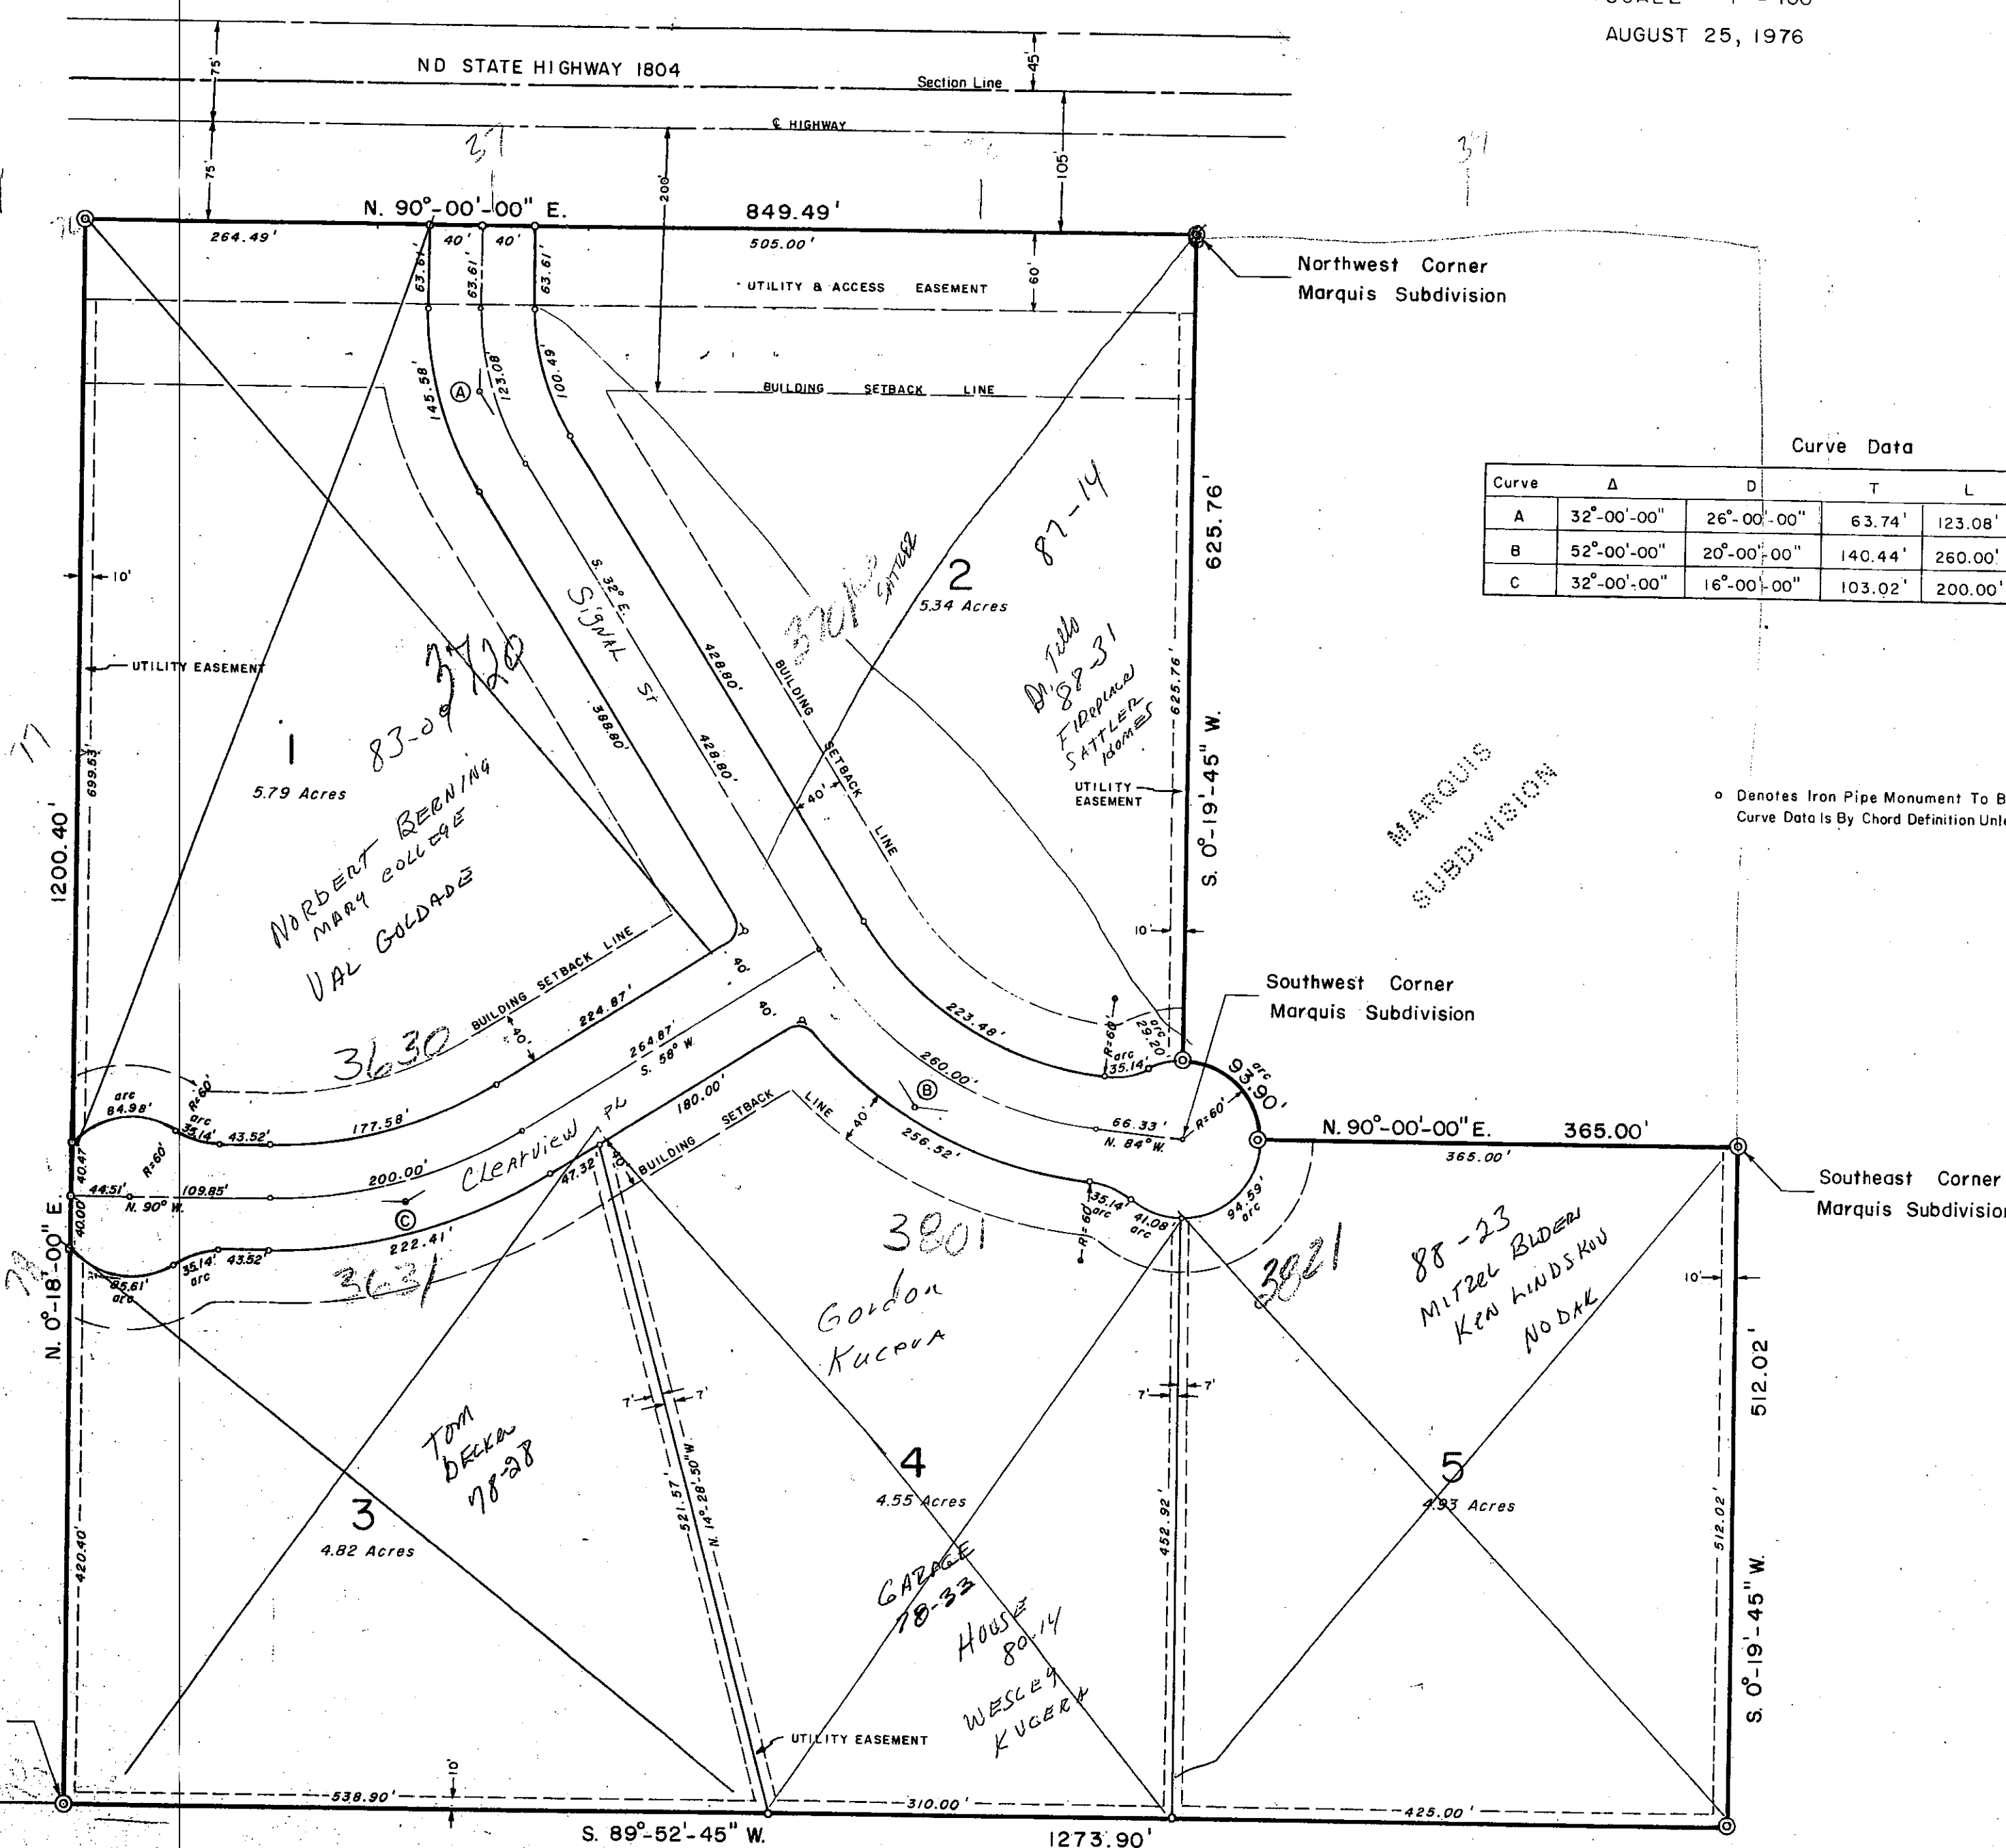 AUGUST 25, 1976
75'
ND STATE HIGHWAY 1804
Section Line
45'
℄ HIGHWAY
37
34
75'
200'
105'
N. 90°-00'-00" E.
849.49'
264.49'
40'
40'
505.00'
63.61'
63.61'
63.61'
60'
UTILITY & ACCESS EASEMENT
Northwest Corner
Marquis Subdivision
145.58'
A
123.08'
100.49'
BUILDING SETBACK LINE
Curve Data
Curve Δ D T L
A 32°-00'-00" 26°-00'-00" 63.74' 123.08'
B 52°-00'-00" 20°-00'-00" 140.44' 260.00'
C 32°-00'-00" 16°-00'-00" 103.02' 200.00'
87-14
625.76'
10'
2
5.34 Acres
SATTLER
S. 32° E.
SIGNAL St
428.80'
388.80'
428.80'
UTILITY EASEMENT
3720
83-09
1
5.79 Acres
699.53'
77
1200.40'
NORBERT BERNING
MARY COLLEGE
VAL GOLDADE
BUILDING
SETBACK
LINE
40'
88-31
SATTLER
HOMES
UTILITY
EASEMENT
625.76'
S. 0°-19'-45" W.
10'
MARQUIS
SUBDIVISION
o Denotes Iron Pipe Monument To B
Curve Data Is By Chord Definition Unl
Southwest Corner
Marquis Subdivision
BUILDING SETBACK LINE
3630
40'
224.87'
40'
40'
264.87'
S. 58° W.
223.48'
R=60'
arc
35.14'
arc
29.20'
arc
93.90'
R=60'
260.00'
B
66.33'
N. 84° W.
N. 90°-00'-00" E.
365.00'
365.00'
Southeast Corner
Marquis Subdivision
arc
84.98'
R=60'
arc
35.14'
43.52'
177.58'
R=60'
40.47'
44.51'
109.85'
N. 90° W.
40.00'
200.00'
CLEARVIEW PL
180.00'
47.32'
40'
BUILDING SETBACK LINE
40'
256.52'
C
222.41'
35.14'
arc
43.52'
85.61'
arc
3631
R=60'
35.14'
arc
41.08'
arc
94.59'
arc
N. 0°-18'-00" E.
3801
Gordon
Kucera
3821
88-23
KEN LINDSKOV
NODAK
10'
512.02'
7'
7'
7'
7'
TOM
78-28
3
4.82 Acres
420.40'
521.57'
N. 14°-28'-50" W.
4
4.55 Acres
452.92'
5
4.93 Acres
512.02'
S. 0°-19'-45" W.
GARAGE
78-33
HOUSE
80-14
WESLEY
KUCERA
UTILITY EASEMENT
10'
538.90'
310.00'
425.00'
S. 89°-52'-45" W.
1273.90'